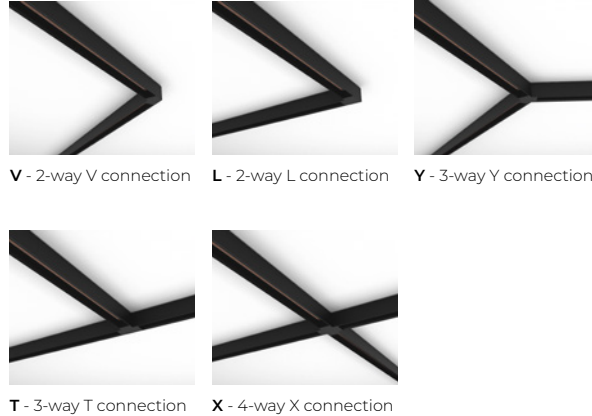 V - 2-way V connection
L - 2-way L connection
Y - 3-way Y connection
T - 3-way T connection
X - 4-way X connection